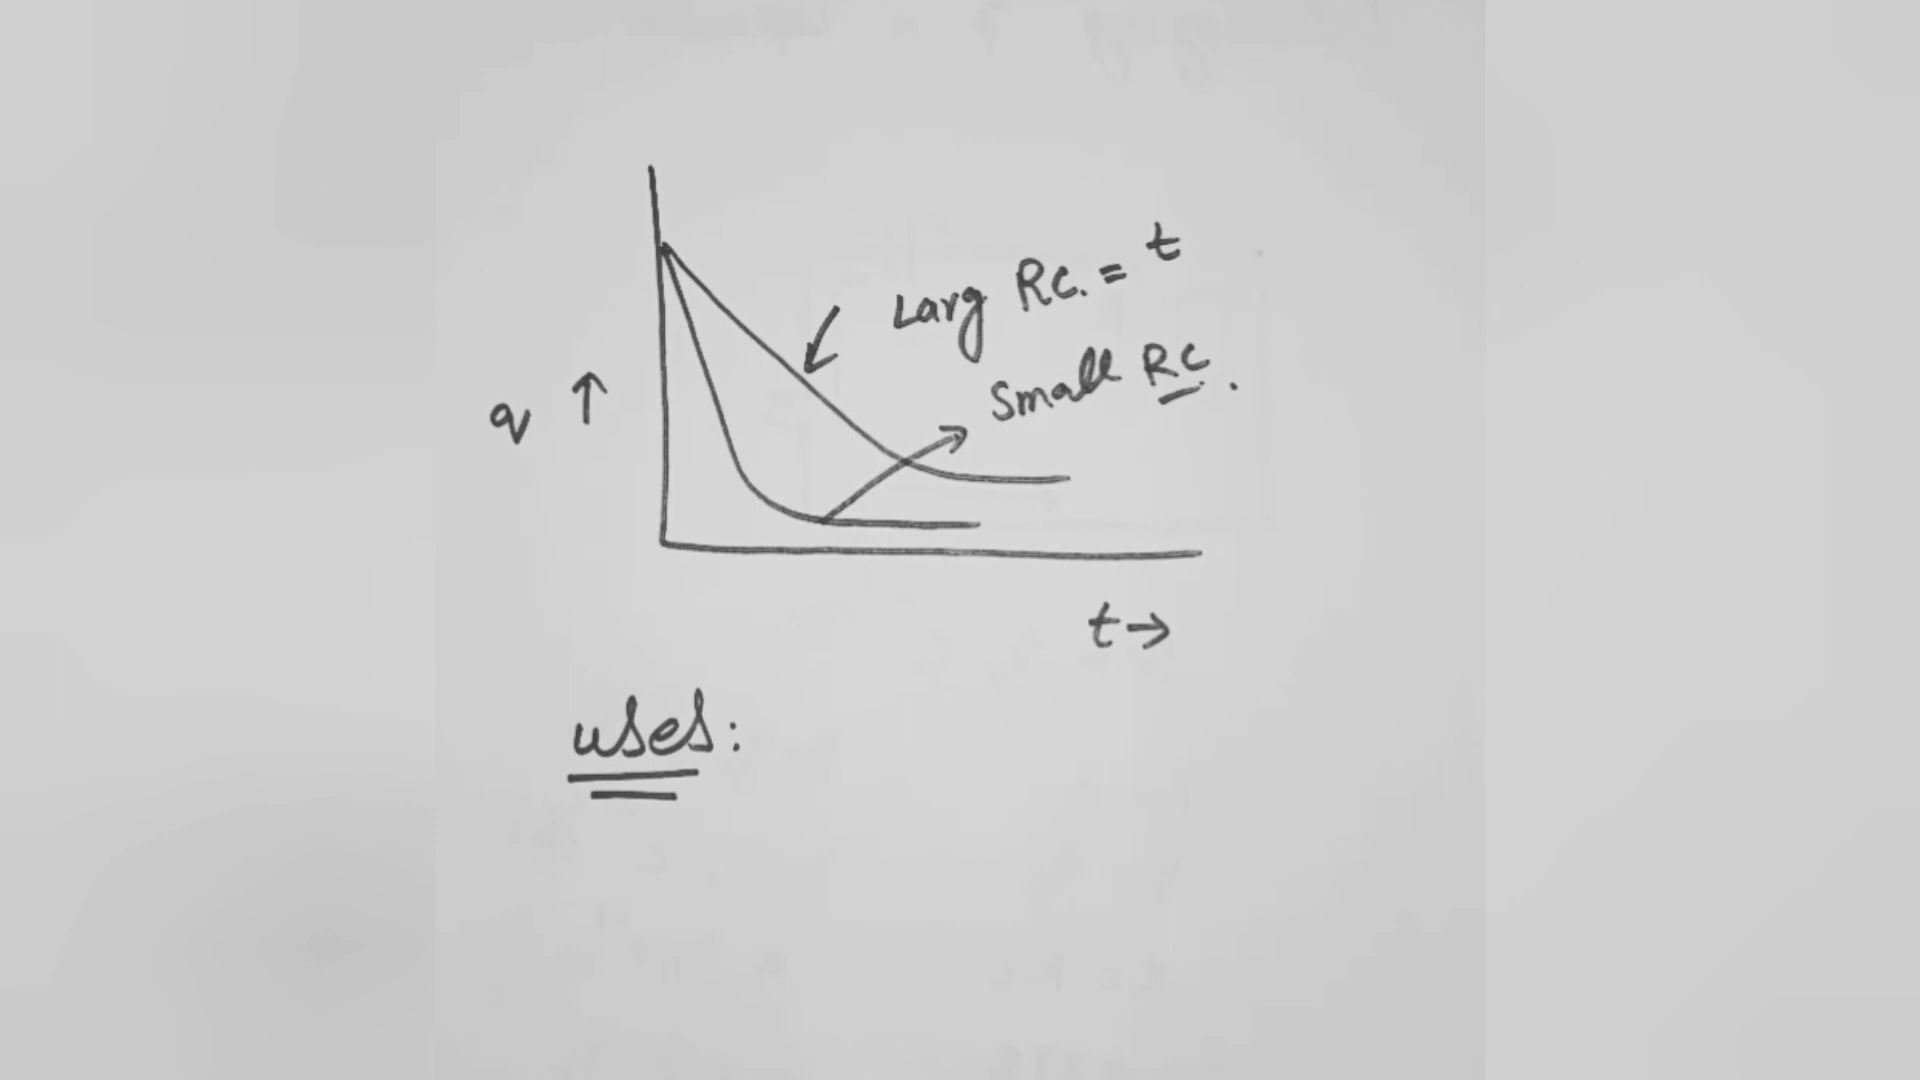 Larg RC. = t
Small RC.
q ↑
t →
uses: